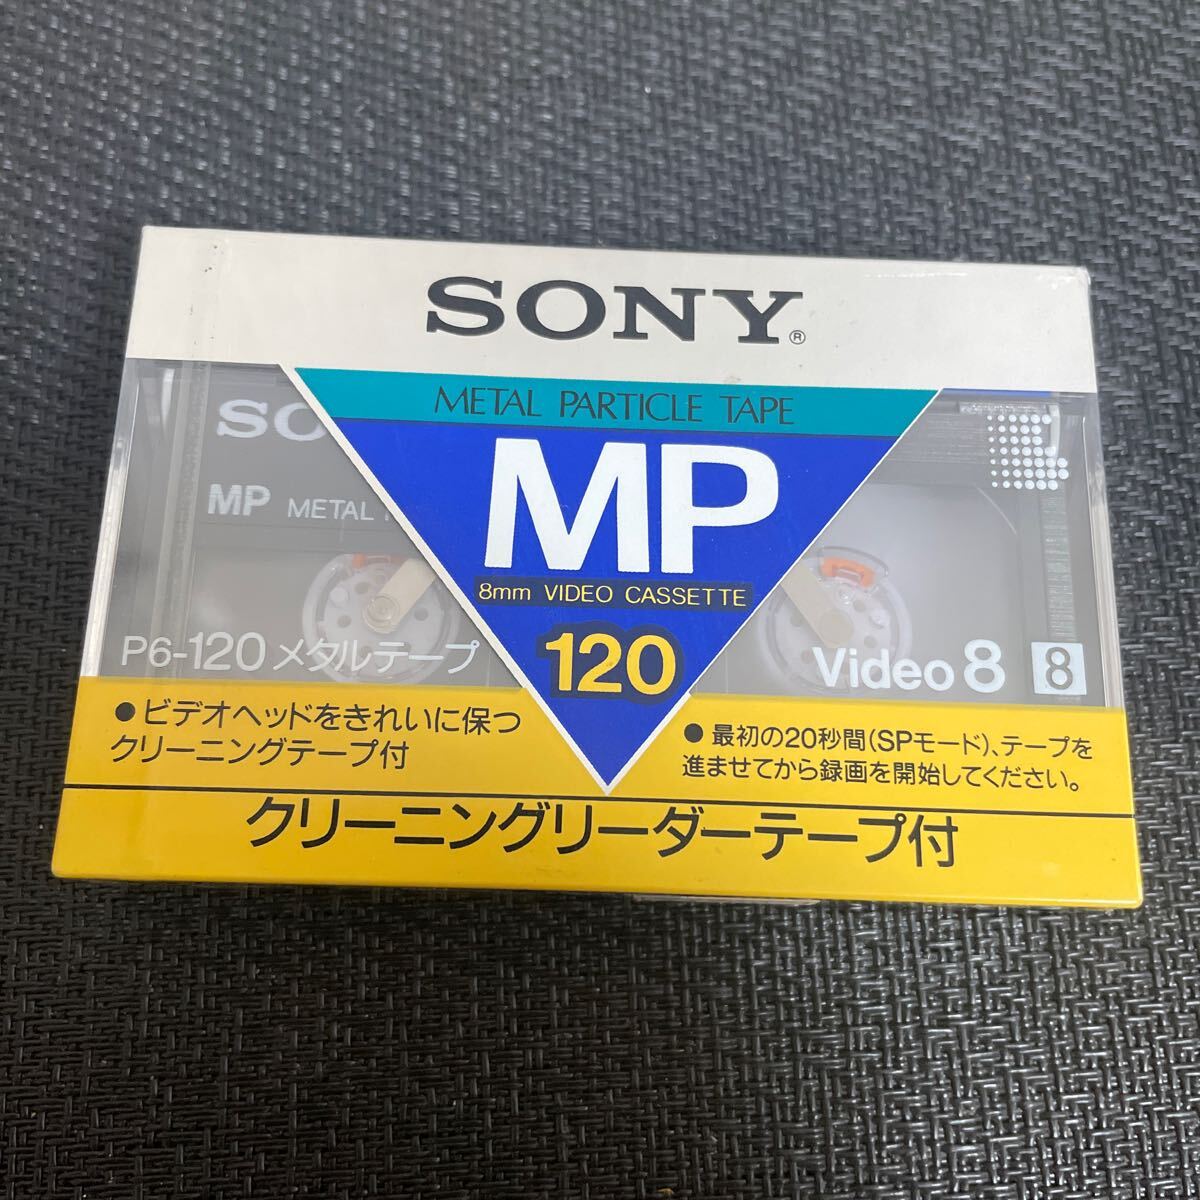 SONY®
METAL PARTICLE TAPE
SO
MP
MP METAL
8mm VIDEO CASSETTE
120
P6-120 メタルテープ
Video 8 8
●ビデオヘッドをきれいに保つ
クリーニングテープ付
●最初の20秒間(SPモード)、テープを
進ませてから録画を開始してください。
クリーニングリーダーテープ付